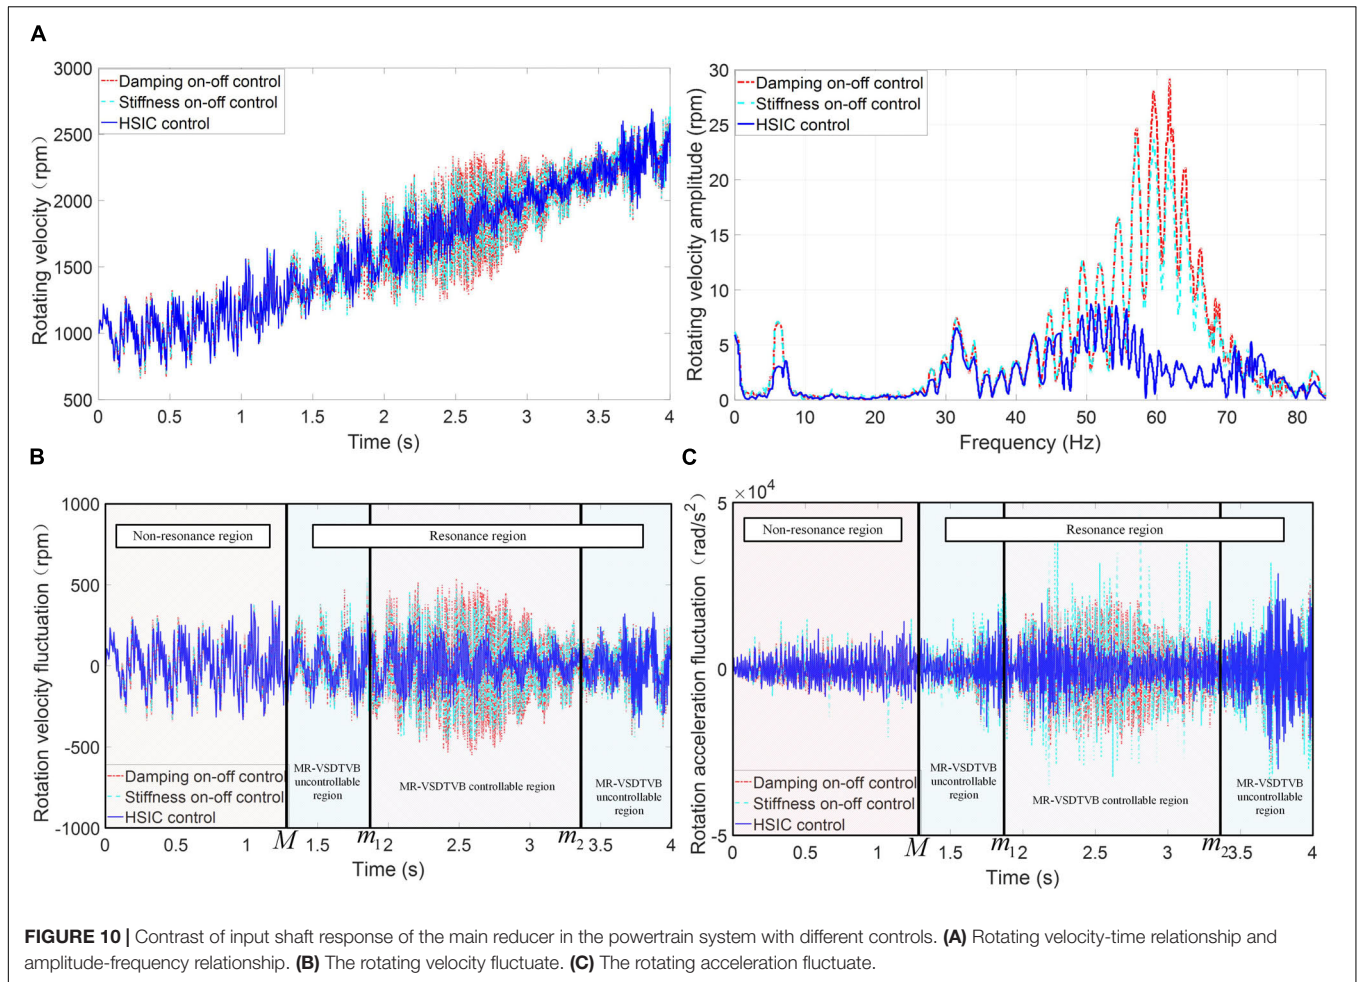 A
3000
2500
2000
1500
1000
500
Rotating velocity（rpm）
Damping on-off control
Stiffness on-off control
HSIC control
0 0.5 1 1.5 2 2.5 3 3.5 4
Time (s)
30
25
20
15
10
5
0
Rotating velocity amplitude (rpm)
Damping on-off control
Stiffness on-off control
HSIC control
0 10 20 30 40 50 60 70 80
Frequency (Hz)
B
1000
500
0
-500
-1000
Rotation velocity fluctuation（rpm）
Non-resonance region
Resonance region
MR-VSDTVB
uncontrollable
region
MR-VSDTVB controllable region
MR-VSDTVB
uncontrollable
region
Damping on-off control
Stiffness on-off control
HSIC control
0 0.5 1 M 1.5 m1 2 2.5 3 m2 3.5 4
Time (s)
C
×10⁴
5
0
-5
Rotation acceleration fluctuation（rad/s²）
Non-resonance region
Resonance region
MR-VSDTVB
uncontrollable
region
MR-VSDTVB controllable region
MR-VSDTVB
uncontrollable
region
Damping on-off control
Stiffness on-off control
HSIC control
0 0.5 1 M 1.5 m1 2 2.5 3 m2 3.5 4
Time (s)
FIGURE 10 | Contrast of input shaft response of the main reducer in the powertrain system with different controls. (A) Rotating velocity-time relationship and
amplitude-frequency relationship. (B) The rotating velocity fluctuate. (C) The rotating acceleration fluctuate.